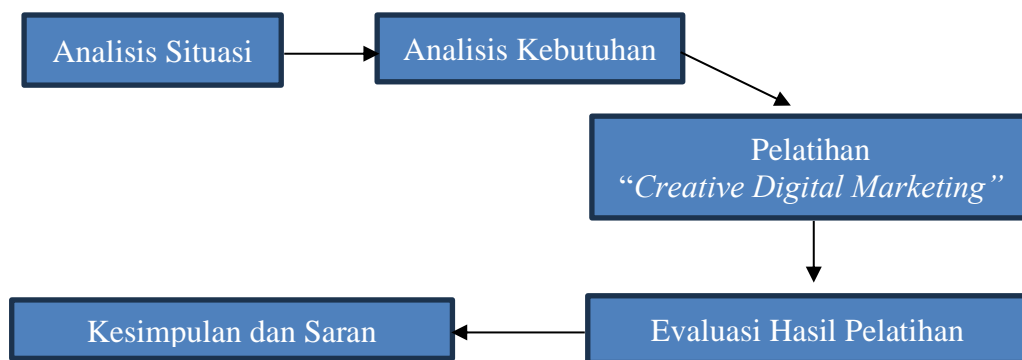 Analisis Situasi
Analisis Kebutuhan
Pelatihan
“Creative Digital Marketing”
Evaluasi Hasil Pelatihan
Kesimpulan dan Saran